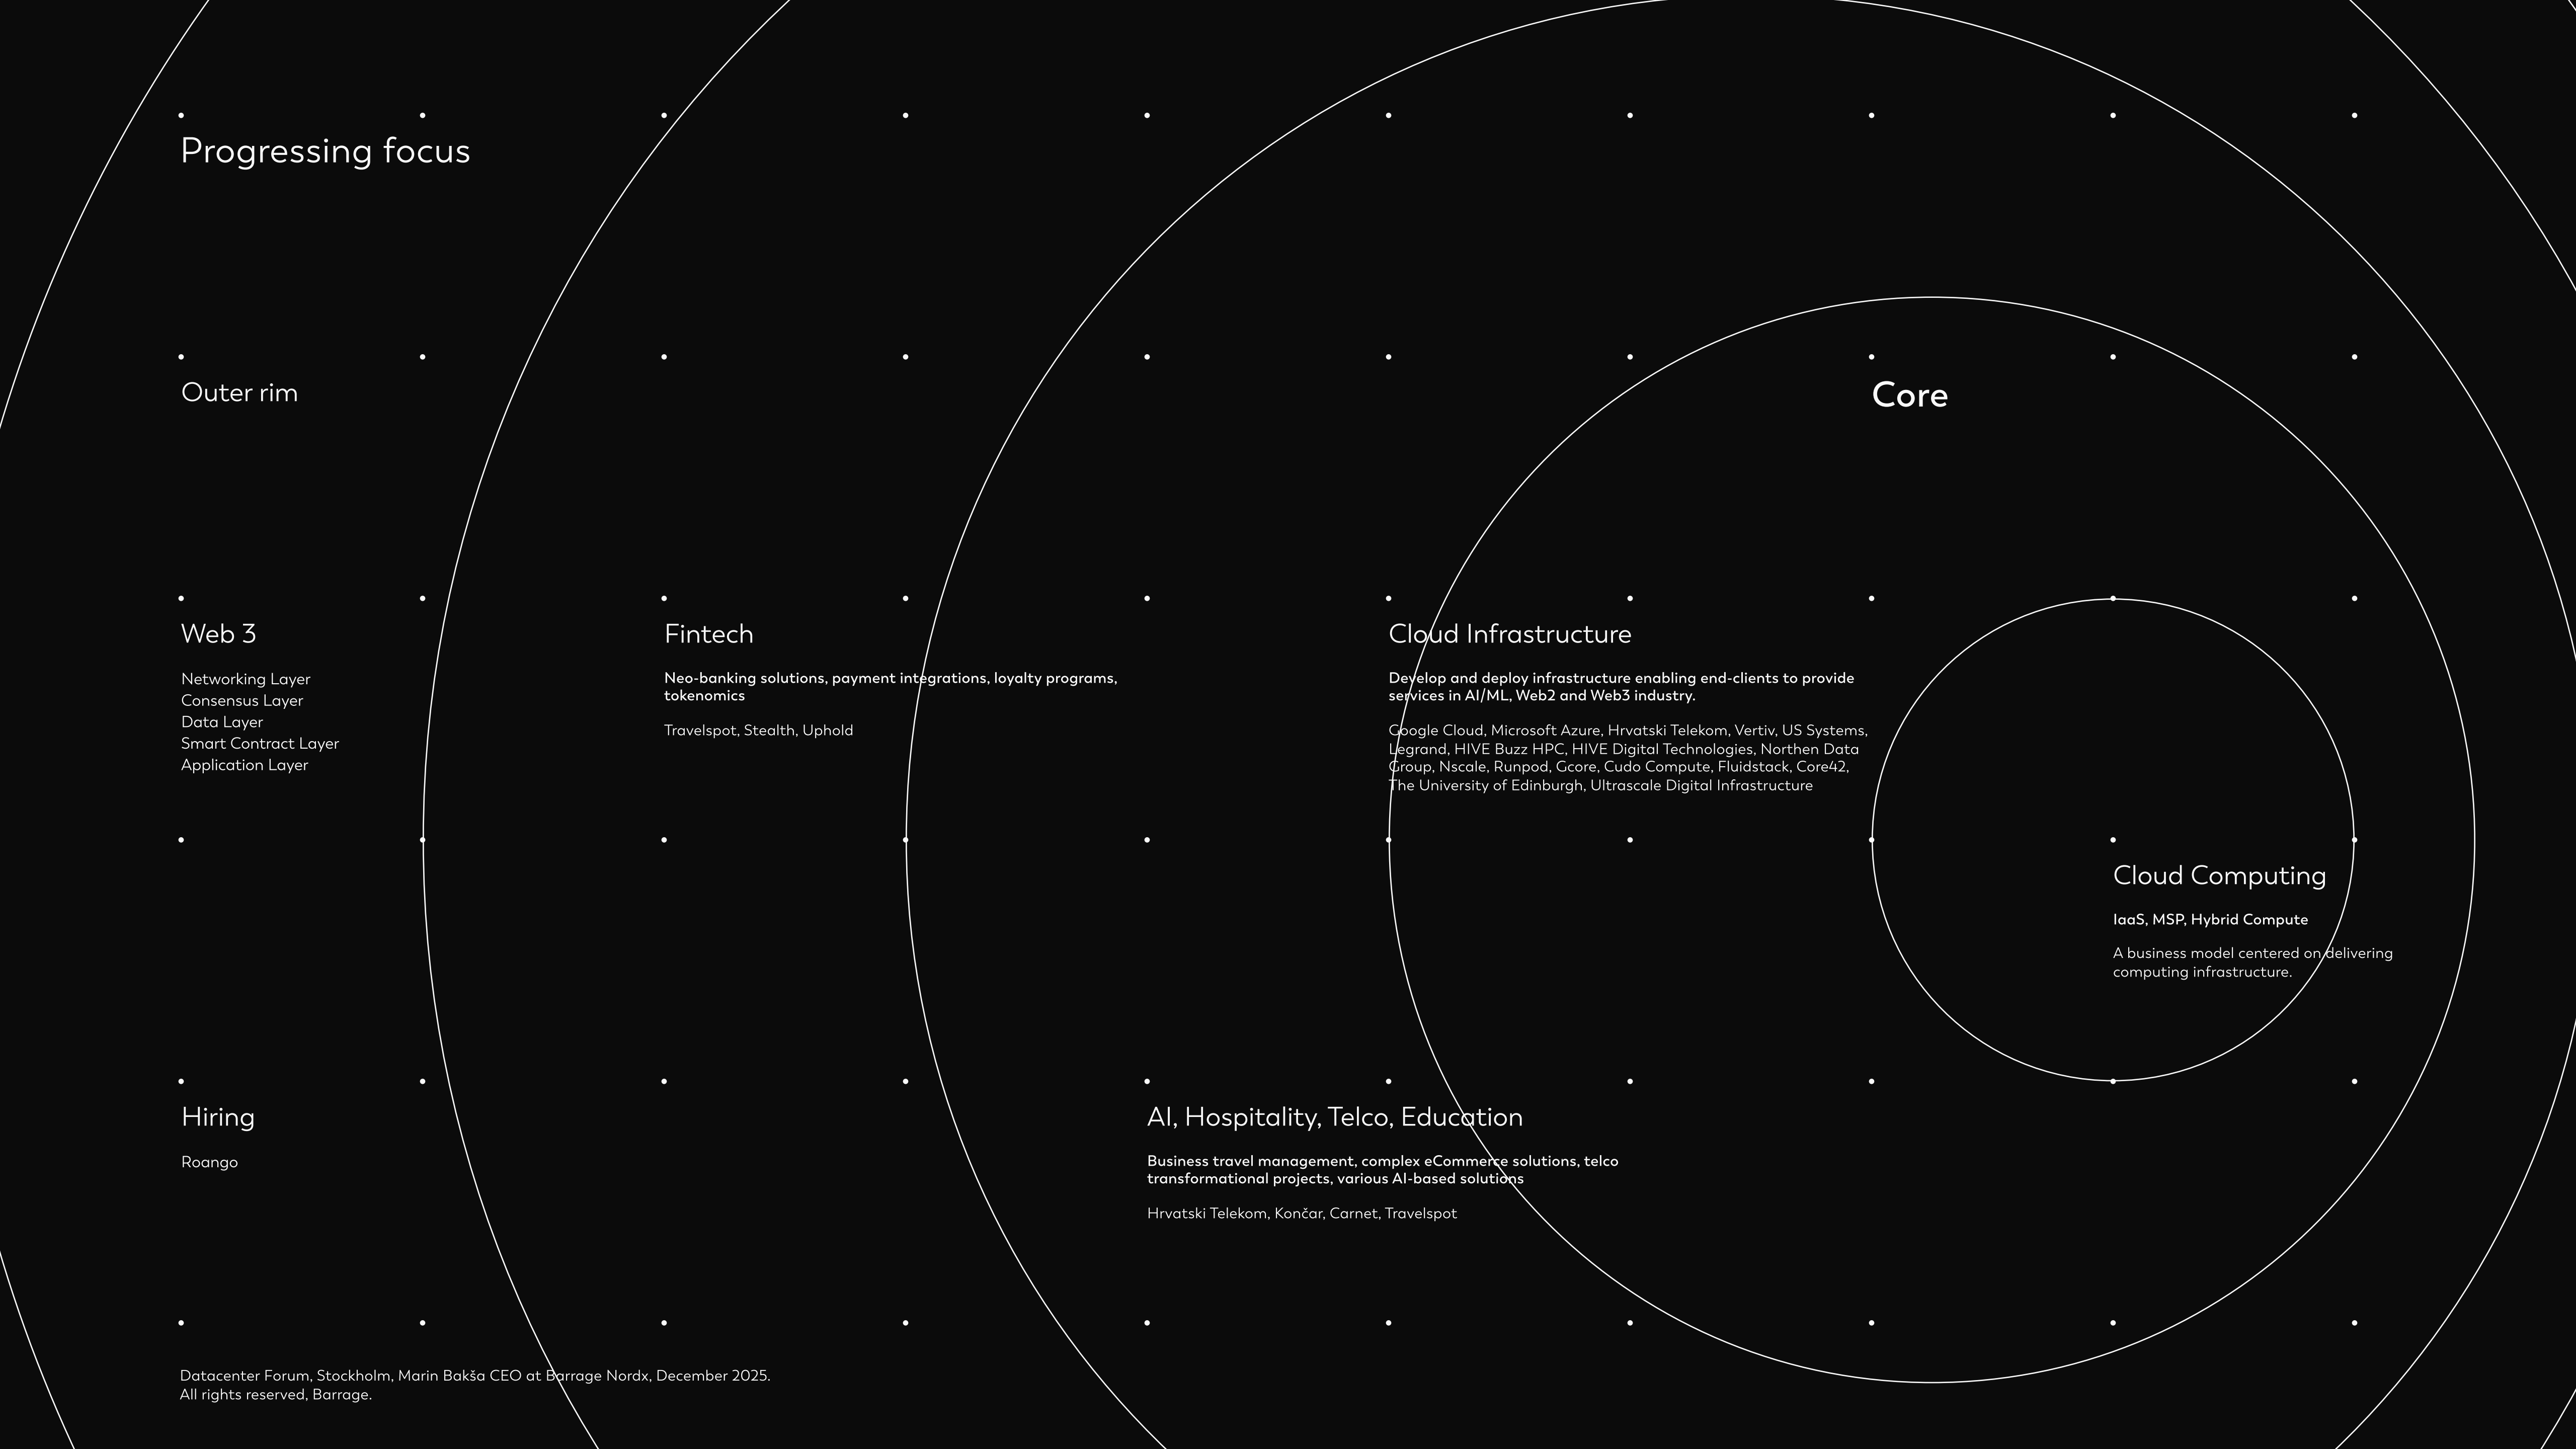 Progressing focus
Outer rim
Core
Web 3
Networking Layer
Consensus Layer
Data Layer
Smart Contract Layer
Application Layer
Fintech
Neo-banking solutions, payment integrations, loyalty programs,
tokenomics
Travelspot, Stealth, Uphold
Cloud Infrastructure
Develop and deploy infrastructure enabling end-clients to provide
services in AI/ML, Web2 and Web3 industry.
Google Cloud, Microsoft Azure, Hrvatski Telekom, Vertiv, US Systems,
Legrand, HIVE Buzz HPC, HIVE Digital Technologies, Northen Data
Group, Nscale, Runpod, Gcore, Cudo Compute, Fluidstack, Core42,
The University of Edinburgh, Ultrascale Digital Infrastructure
Cloud Computing
IaaS, MSP, Hybrid Compute
A business model centered on delivering
computing infrastructure.
Hiring
Roango
AI, Hospitality, Telco, Education
Business travel management, complex eCommerce solutions, telco
transformational projects, various AI-based solutions
Hrvatski Telekom, Končar, Carnet, Travelspot
Datacenter Forum, Stockholm, Marin Bakša CEO at Barrage Nordx, December 2025.
All rights reserved, Barrage.